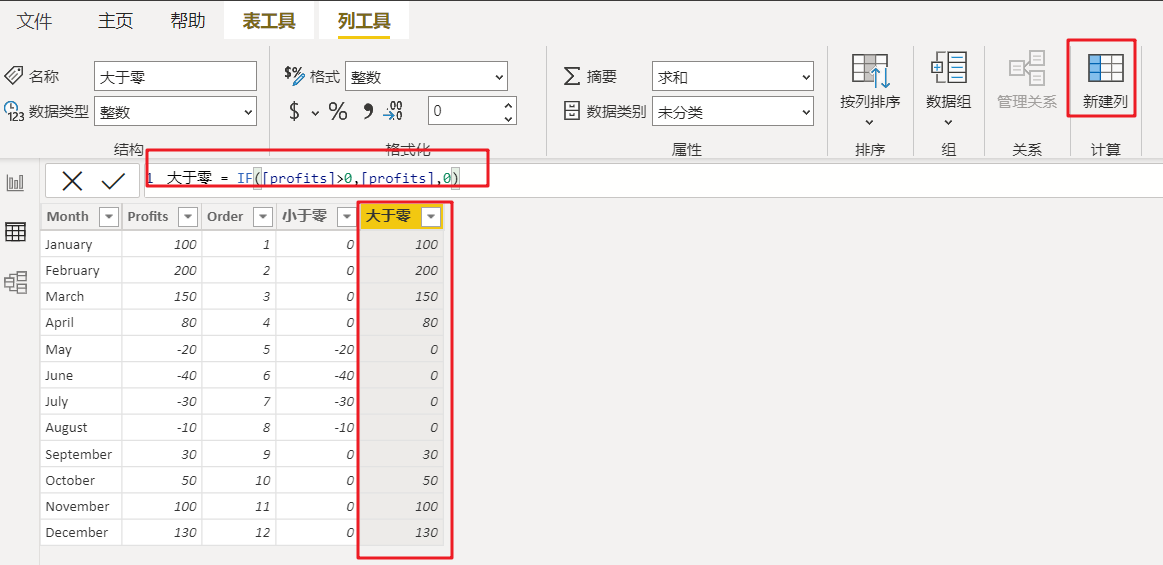 文件 主页 帮助 表工具 列工具
名称 大于零 $% 格式 整数 Σ 摘要 求和
123 数据类型 整数 $ % 9 .00 0 数据类别 未分类 按列排序 数据组 管理关系 新建列
结构 格式化 属性 排序 组 关系 计算
1 大于零 = IF([profits]>0,[profits],0)
Month Profits Order 小于零 大于零
January 100 1 0 100
February 200 2 0 200
March 150 3 0 150
April 80 4 0 80
May -20 5 -20 0
June -40 6 -40 0
July -30 7 -30 0
August -10 8 -10 0
September 30 9 0 30
October 50 10 0 50
November 100 11 0 100
December 130 12 0 130